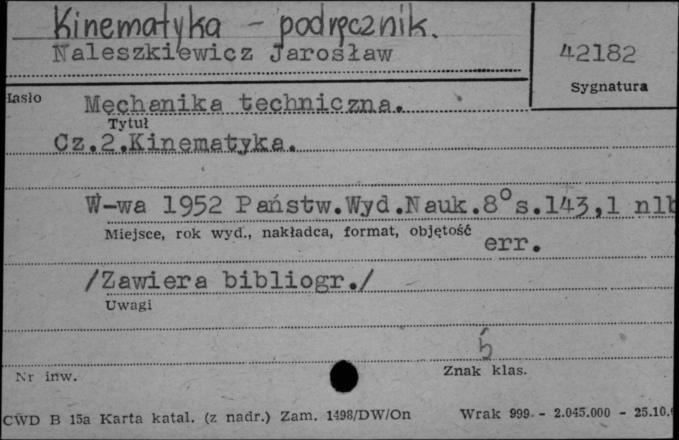 Kinematyka - podręcznik.
Naleszkiewicz Jarosław
42182
Sygnatura
Hasło
Mechanika techniczna.
Tytuł
Cz.2.Kinematyka.
W-wa 1952 Państw.Wyd.Nauk.8°s.143,1 nlb
Miejsce, rok wyd., nakładca, format, objętość
err.
/Zawiera bibliogr./
Uwagi
Nr inw.
Znak klas.
CWD B 15a Karta katal. (z nadr.) Zam. 1498/DW/On Wrak 999 - 2.045.000 - 25.10.